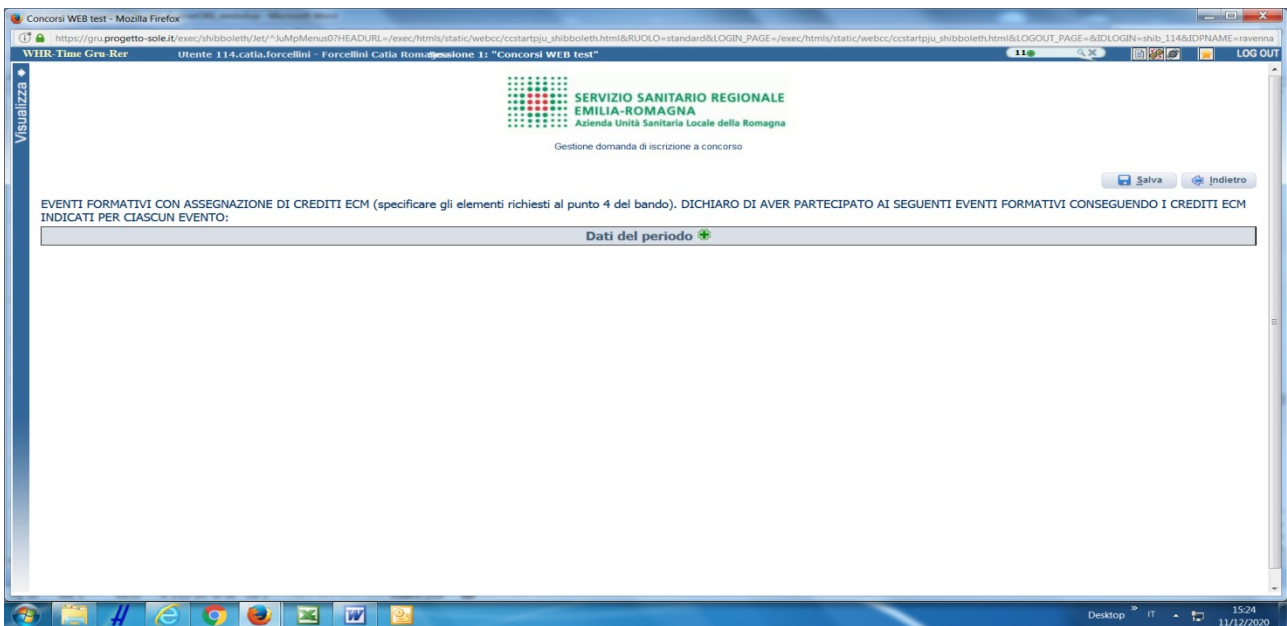 Concorsi WEB test - Mozilla Firefox
https://gru.progetto-sole.it/exec/shibboleth/Jet/^JuMpMenus0?HEADURL=/exec/htmls/static/webcc/ccstartpju_shibboleth.html&RUOLO=standard&LOGIN_PAGE=/exec/htmls/static/webcc/ccstartpju_shibboleth.html&LOGOUT_PAGE=&IDLOGIN=shib_114&IDPNAME=ravenna
WHR-Time Gru-Rer Utente 114.catia.forcellini - Forcellini Catia Roma Sessione 1: "Concorsi WEB test" 11 LOG OUT
Visualizza
SERVIZIO SANITARIO REGIONALE
EMILIA-ROMAGNA
Azienda Unità Sanitaria Locale della Romagna
Gestione domanda di iscrizione a concorso
Salva Indietro
EVENTI FORMATIVI CON ASSEGNAZIONE DI CREDITI ECM (specificare gli elementi richiesti al punto 4 del bando). DICHIARO DI AVER PARTECIPATO AI SEGUENTI EVENTI FORMATIVI CONSEGUENDO I CREDITI ECM
INDICATI PER CIASCUN EVENTO:
Dati del periodo
Desktop » IT 15:24
11/12/2020